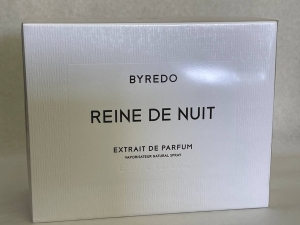 BYREDO
REINE DE NUIT
EXTRAIT DE PARFUM
VAPORISATEUR NATURAL SPRAY